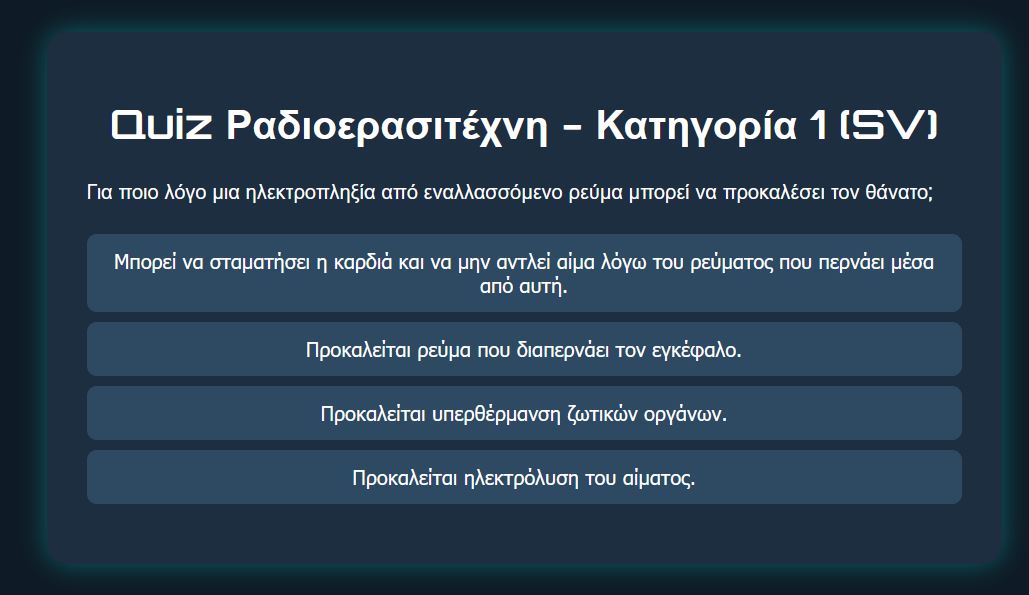 Quiz Ραδιοερασιτέχνη – Κατηγορία 1 (SV)
Για ποιο λόγο μια ηλεκτροπληξία από εναλλασσόμενο ρεύμα μπορεί να προκαλέσει τον θάνατο;
Μπορεί να σταματήσει η καρδιά και να μην αντλεί αίμα λόγω του ρεύματος που περνάει μέσα
από αυτή.
Προκαλείται ρεύμα που διαπερνάει τον εγκέφαλο.
Προκαλείται υπερθέρμανση ζωτικών οργάνων.
Προκαλείται ηλεκτρόλυση του αίματος.